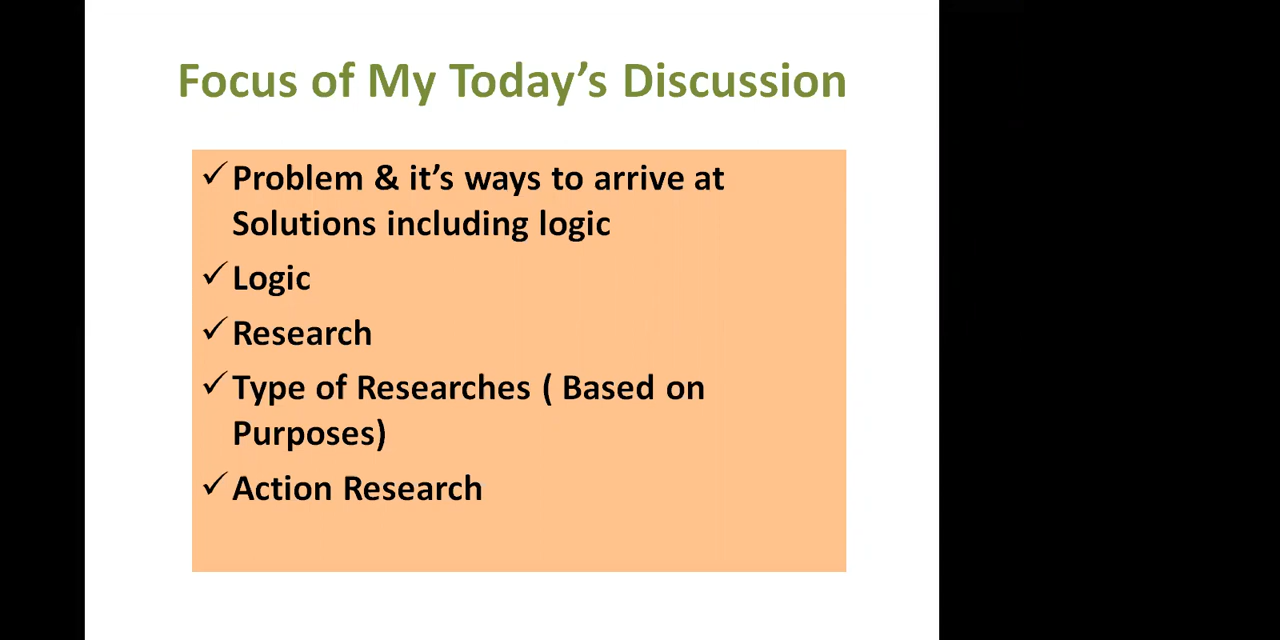 Focus of My Today’s Discussion
✓Problem & it’s ways to arrive at
Solutions including logic
✓Logic
✓Research
✓Type of Researches ( Based on
Purposes)
✓Action Research